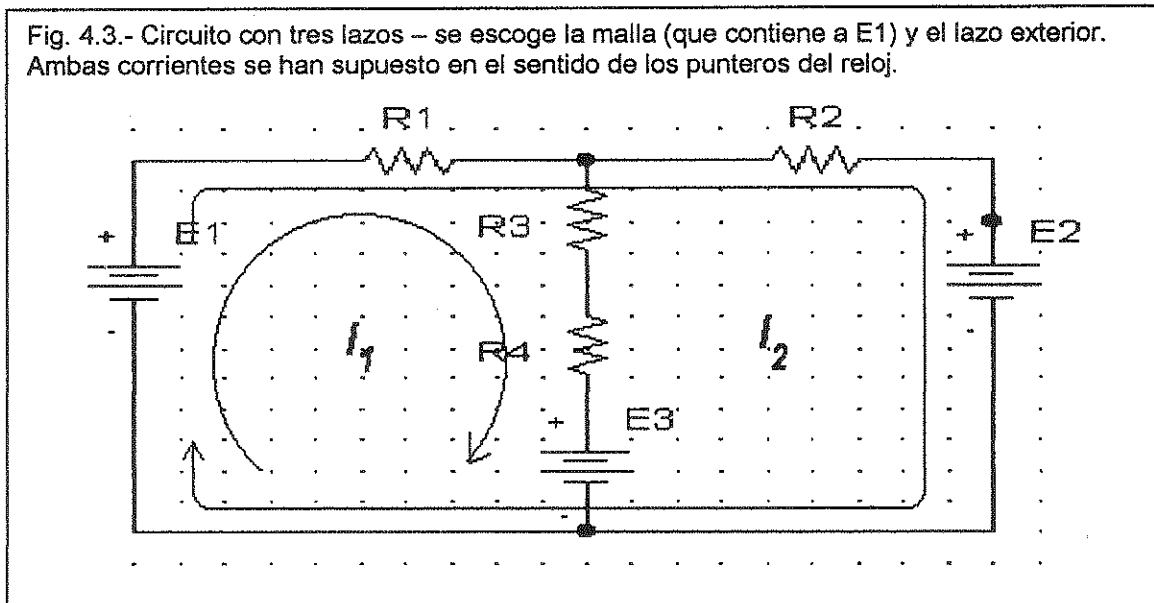 Fig. 4.3.- Circuito con tres lazos – se escoge la malla (que contiene a E1) y el lazo exterior.
Ambas corrientes se han supuesto en el sentido de los punteros del reloj.
R1
R2
+
E1
R3
+
E2
-
I1
R4
I2
-
+
E3
-